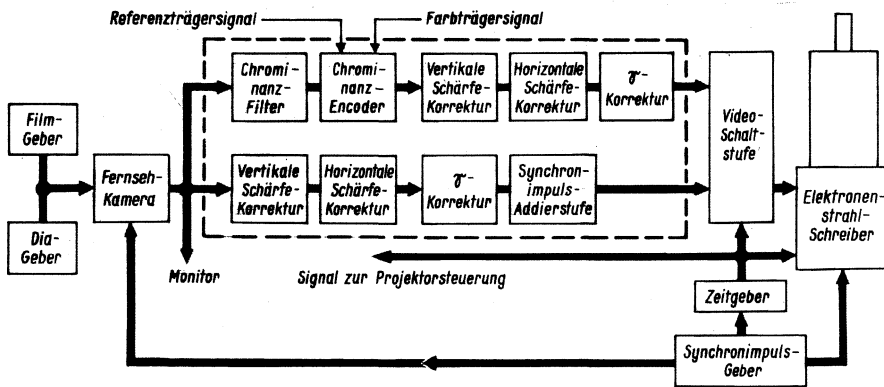 Referenzträgersignal
Farbträgersignal
Chromi-
nanz-
Filter
Chromi-
nanz-
Encoder
Vertikale
Schärfe-
Korrektur
Horizontale
Schärfe-
Korrektur
γ-
Korrektur
Video-
Schalt-
stufe
Film-
Geber
Dia-
Geber
Fernseh-
Kamera
Vertikale
Schärfe-
Korrektur
Horizontale
Schärfe-
Korrektur
γ-
Korrektur
Synchron-
impuls-
Addierstufe
Elektronen-
strahl-
Schreiber
Monitor
Signal zur Projektorsteuerung
Zeitgeber
Synchronimpuls-
Geber